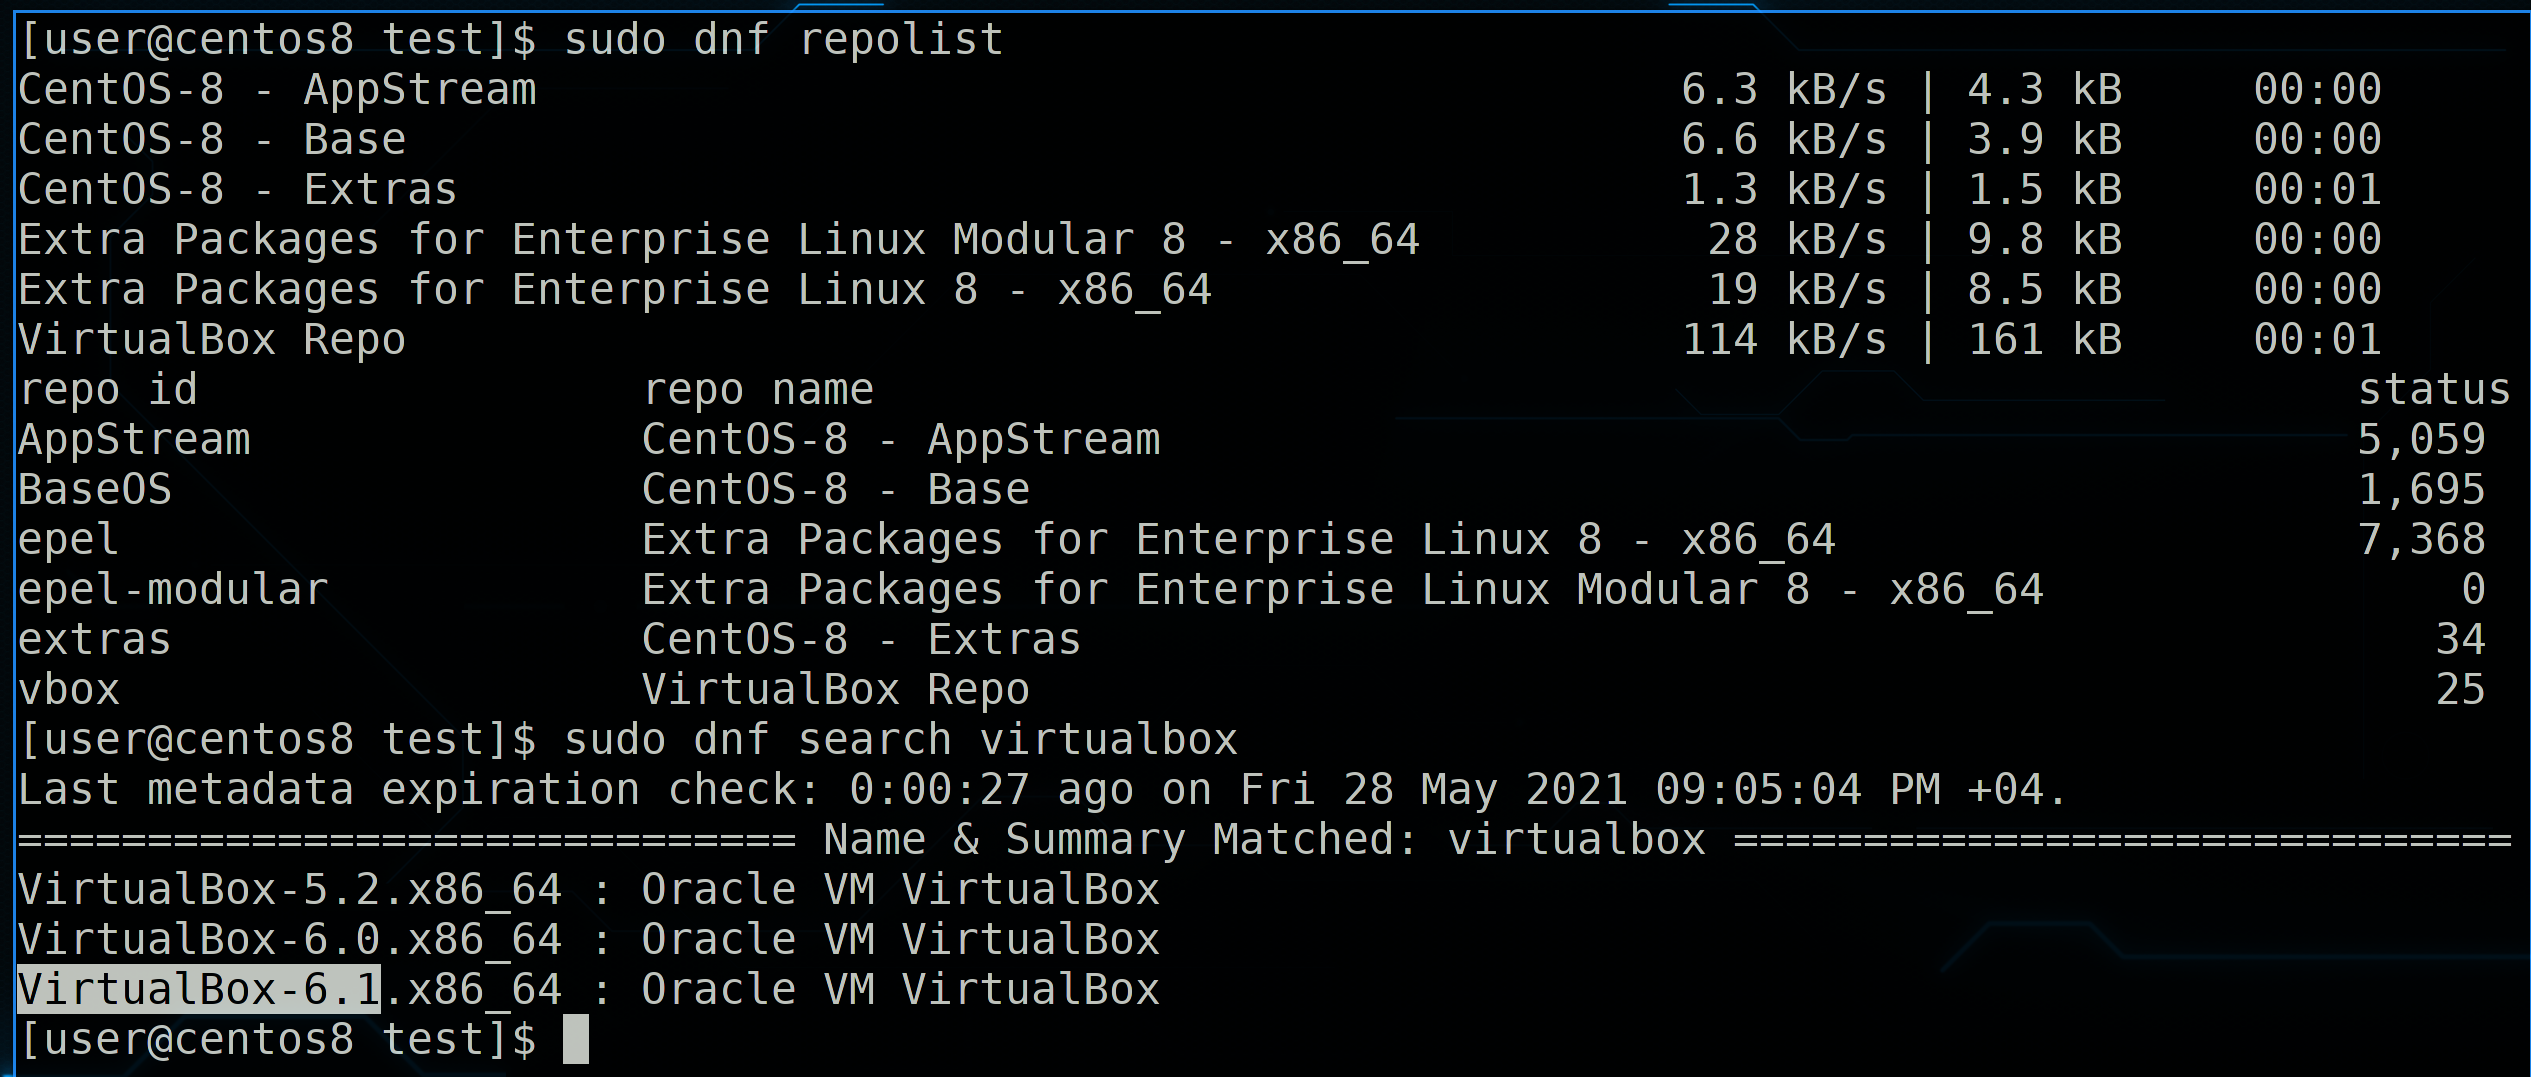 [user@centos8 test]$ sudo dnf repolist
CentOS-8 - AppStream 6.3 kB/s | 4.3 kB 00:00
CentOS-8 - Base 6.6 kB/s | 3.9 kB 00:00
CentOS-8 - Extras 1.3 kB/s | 1.5 kB 00:01
Extra Packages for Enterprise Linux Modular 8 - x86_64 28 kB/s | 9.8 kB 00:00
Extra Packages for Enterprise Linux 8 - x86_64 19 kB/s | 8.5 kB 00:00
VirtualBox Repo 114 kB/s | 161 kB 00:01
repo id repo name status
AppStream CentOS-8 - AppStream 5,059
BaseOS CentOS-8 - Base 1,695
epel Extra Packages for Enterprise Linux 8 - x86_64 7,368
epel-modular Extra Packages for Enterprise Linux Modular 8 - x86_64 0
extras CentOS-8 - Extras 34
vbox VirtualBox Repo 25
[user@centos8 test]$ sudo dnf search virtualbox
Last metadata expiration check: 0:00:27 ago on Fri 28 May 2021 09:05:04 PM +04.
============================== Name & Summary Matched: virtualbox ==============================
VirtualBox-5.2.x86_64 : Oracle VM VirtualBox
VirtualBox-6.0.x86_64 : Oracle VM VirtualBox
VirtualBox-6.1.x86_64 : Oracle VM VirtualBox
[user@centos8 test]$